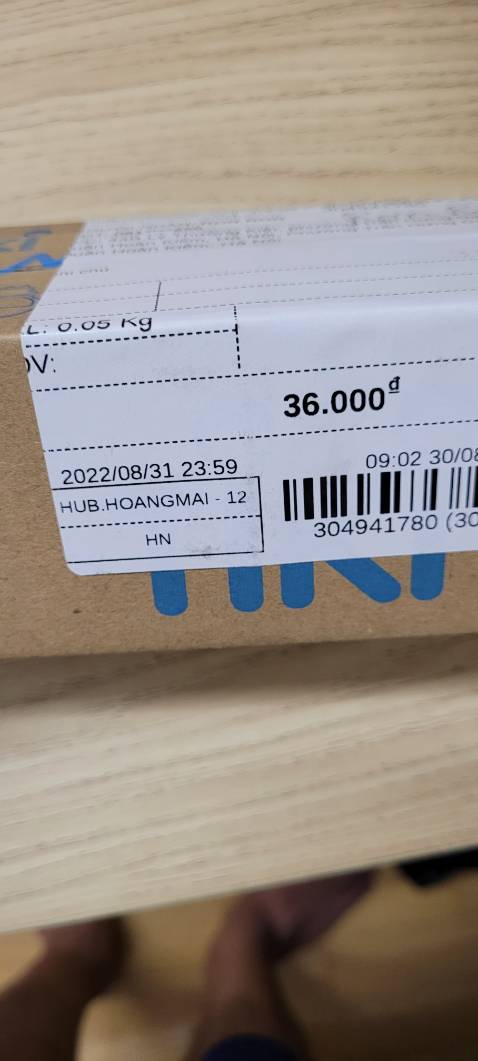 L: 0.05 Kg
DV:
36.000đ
2022/08/31 23:59
09:02 30/08
HUB.HOANGMAI - 12
304941780 (30
HN
TIKI